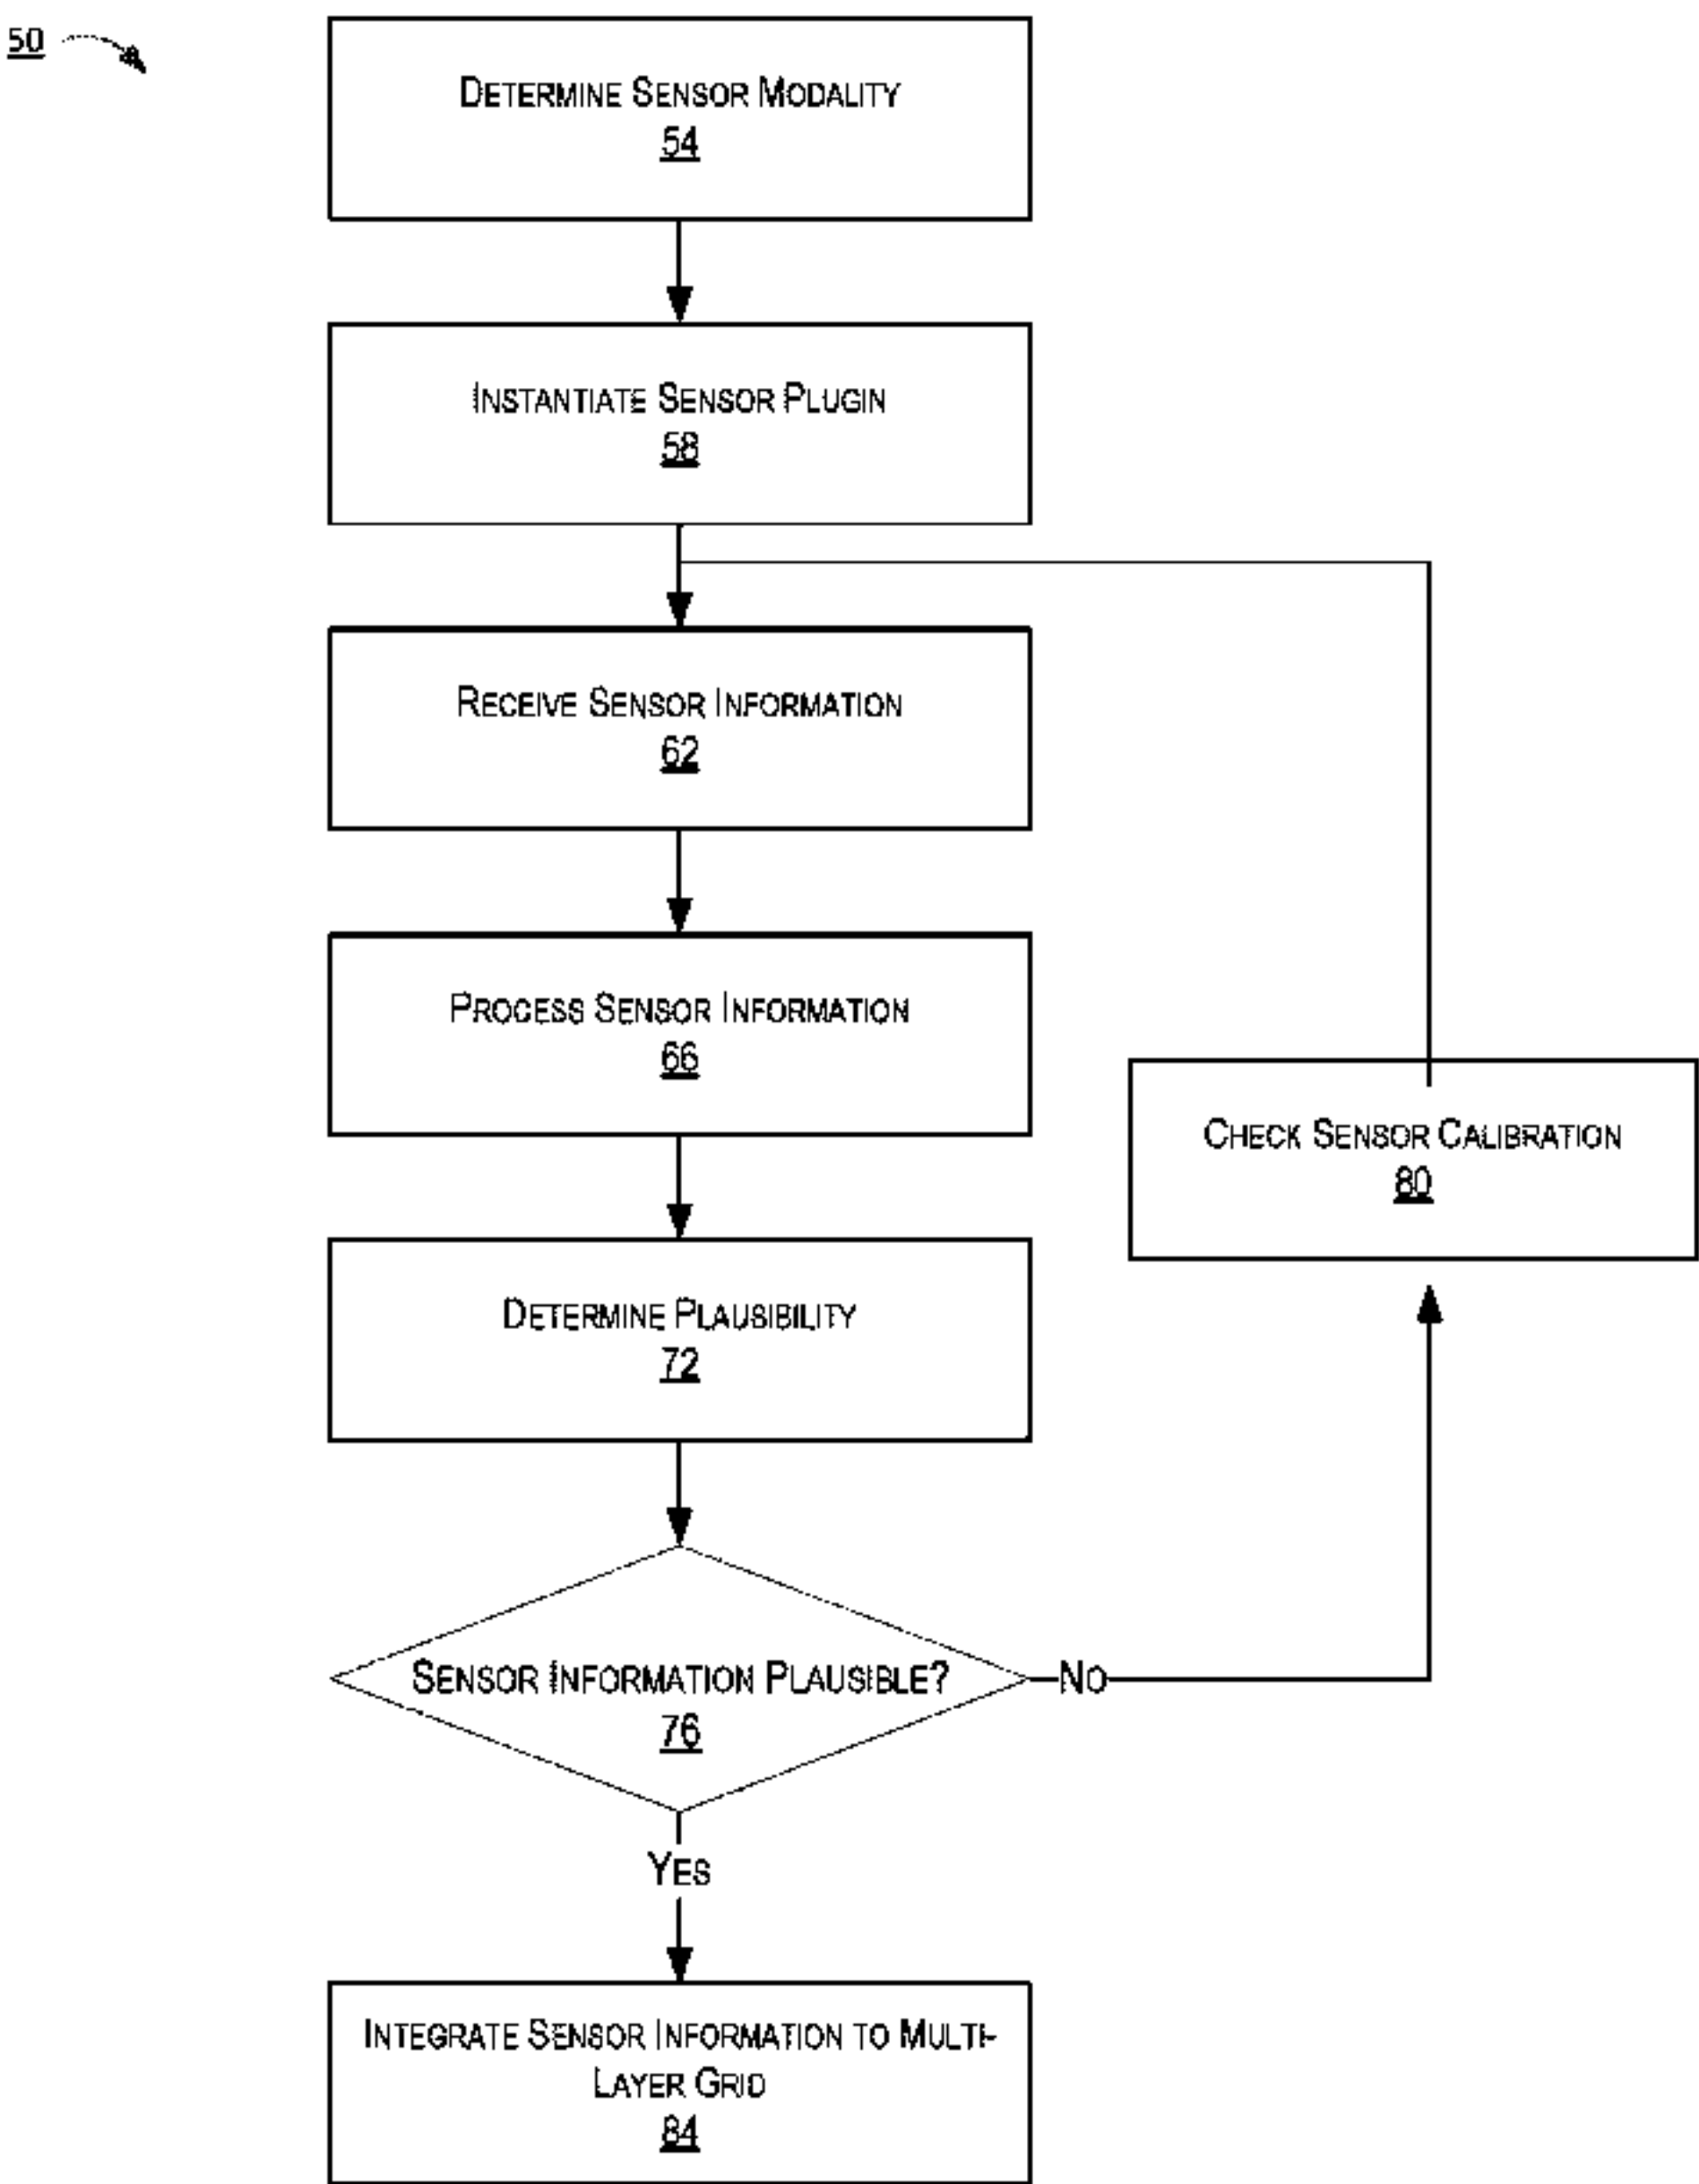 50
DETERMINE SENSOR MODALITY
54
INSTANTIATE SENSOR PLUGIN
58
RECEIVE SENSOR INFORMATION
62
PROCESS SENSOR INFORMATION
66
CHECK SENSOR CALIBRATION
80
DETERMINE PLAUSIBILITY
72
SENSOR INFORMATION PLAUSIBLE?
76
NO
YES
INTEGRATE SENSOR INFORMATION TO MULTI-
LAYER GRID
84